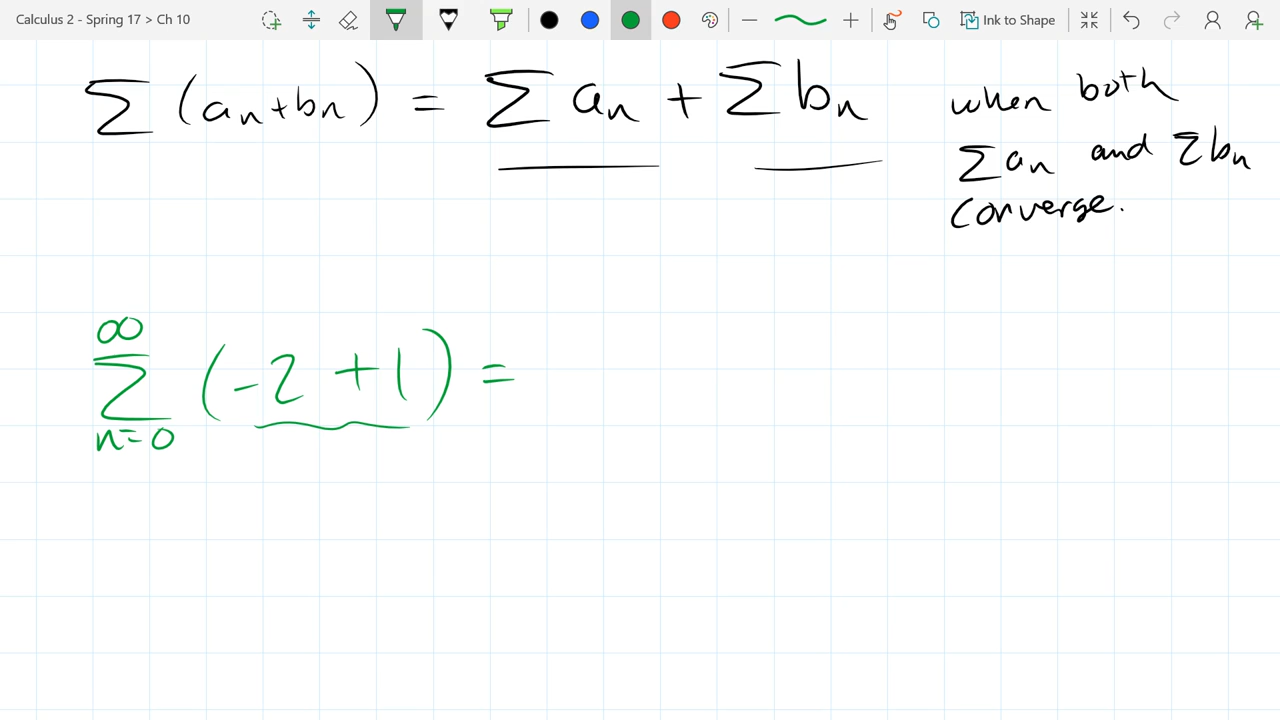 Calculus 2 - Spring 17 > Ch 10
Ink to Shape
∑ (an+bn) = ∑ an + ∑ bn
when both
∑ an and ∑ bn
converge.
∞
∑ (-2 +1) =
n=0